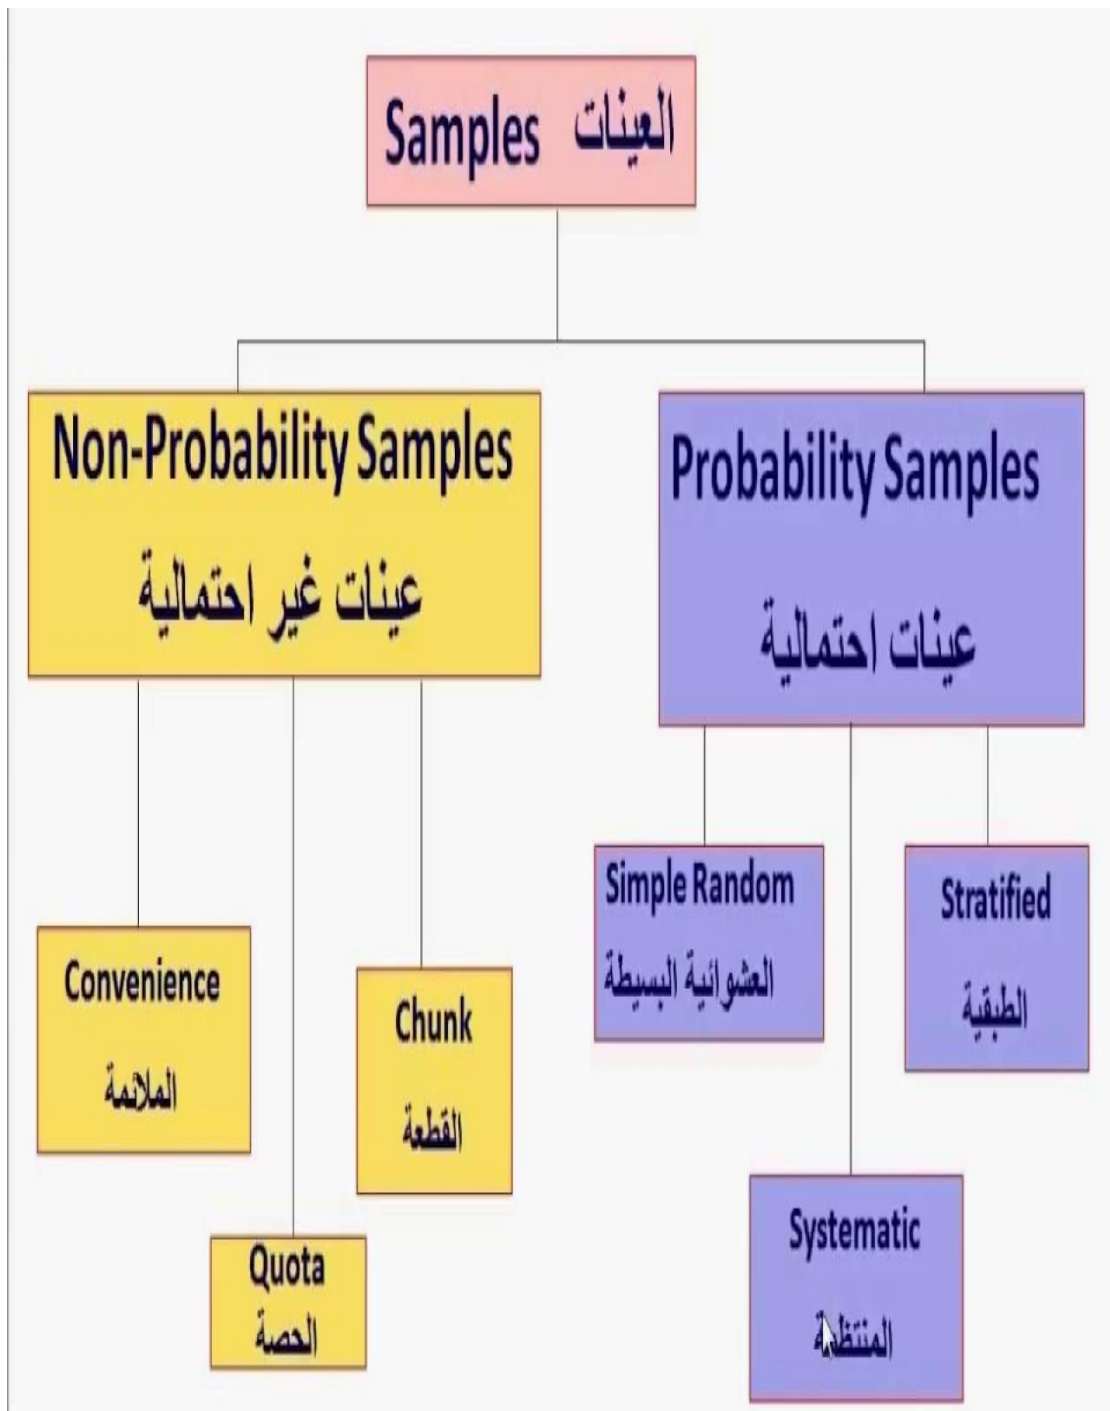 Samples العينات
Non-Probability Samples
عينات غير احتمالية
Probability Samples
عينات احتمالية
Convenience
الملائمة
Quota
الحصة
Chunk
القطعة
Simple Random
العشوائية البسيطة
Systematic
المنتظمة
Stratified
الطبقية